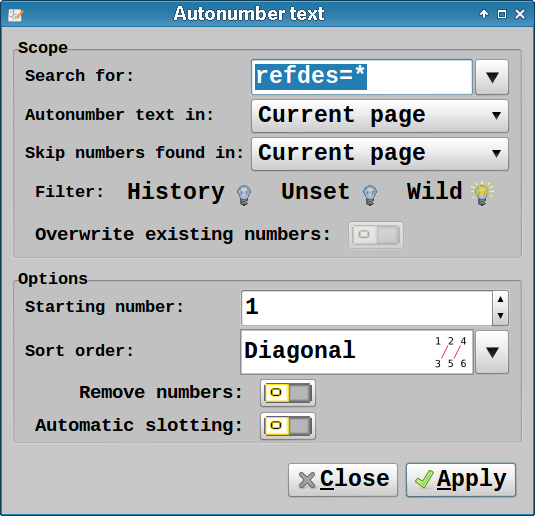 Autonumber text
Scope
Search for: refdes=*
Autonumber text in: Current page
Skip numbers found in: Current page
Filter: History Unset Wild
Overwrite existing numbers:
Options
Starting number: 1
Sort order: Diagonal 1 2 4
3 5 6
Remove numbers:
Automatic slotting:
Close Apply